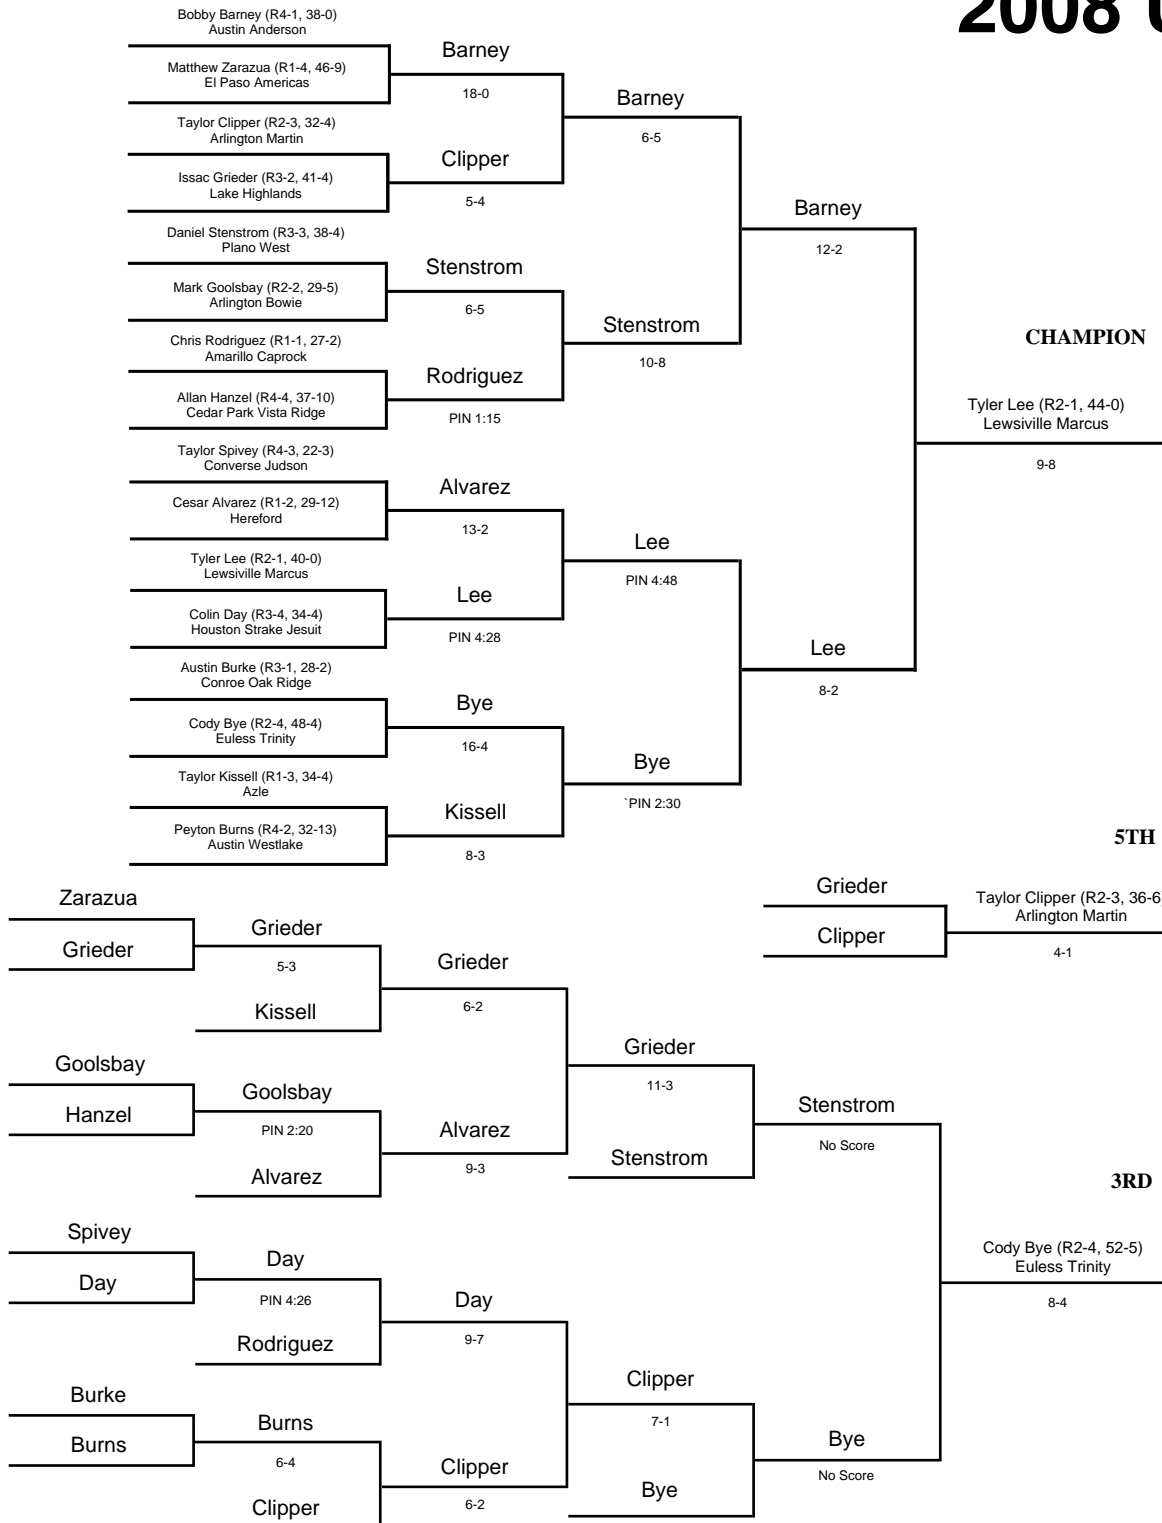 2008 U
Bobby Barney (R4-1, 38-0)
Austin Anderson
Barney
Matthew Zarazua (R1-4, 46-9)
El Paso Americas
18-0
Barney
Taylor Clipper (R2-3, 32-4)
Arlington Martin
6-5
Clipper
Issac Grieder (R3-2, 41-4)
Lake Highlands
5-4
Barney
Daniel Stenstrom (R3-3, 38-4)
Plano West
12-2
Stenstrom
Mark Goolsbay (R2-2, 29-5)
Arlington Bowie
6-5
Stenstrom
Chris Rodriguez (R1-1, 27-2)
Amarillo Caprock
10-8
CHAMPION
Rodriguez
Allan Hanzel (R4-4, 37-10)
Cedar Park Vista Ridge
PIN 1:15
Tyler Lee (R2-1, 44-0)
Lewsiville Marcus
9-8
Taylor Spivey (R4-3, 22-3)
Converse Judson
Alvarez
Cesar Alvarez (R1-2, 29-12)
Hereford
13-2
Lee
Tyler Lee (R2-1, 40-0)
Lewsiville Marcus
PIN 4:48
Lee
Colin Day (R3-4, 34-4)
Houston Strake Jesuit
PIN 4:28
Lee
Austin Burke (R3-1, 28-2)
Conroe Oak Ridge
8-2
Bye
Cody Bye (R2-4, 48-4)
Euless Trinity
16-4
Bye
Taylor Kissell (R1-3, 34-4)
Azle
`PIN 2:30
Kissell
Peyton Burns (R4-2, 32-13)
Austin Westlake
8-3
5TH
Grieder
Taylor Clipper (R2-3, 36-6)
Arlington Martin
Clipper
4-1
Zarazua
Grieder
Grieder
5-3
Grieder
Kissell
6-2
Grieder
Goolsbay
11-3
Goolsbay
Hanzel
PIN 2:20
Alvarez
Stenstrom
No Score
Alvarez
9-3
Stenstrom
3RD
Spivey
Day
Day
PIN 4:26
Day
Cody Bye (R2-4, 52-5)
Euless Trinity
8-4
Rodriguez
9-7
Clipper
Burke
7-1
Burns
Burns
6-4
Bye
No Score
Clipper
Clipper
6-2
Bye